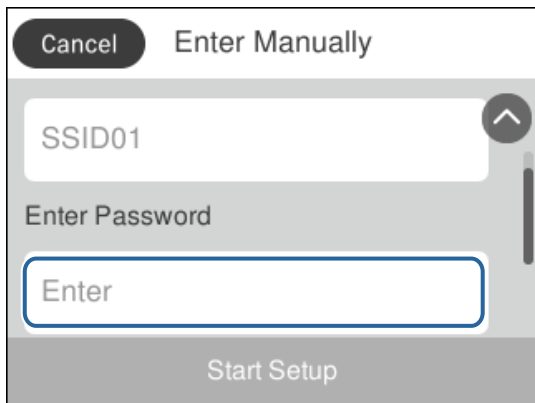 Cancel Enter Manually
SSID01
Enter Password
Enter
Start Setup